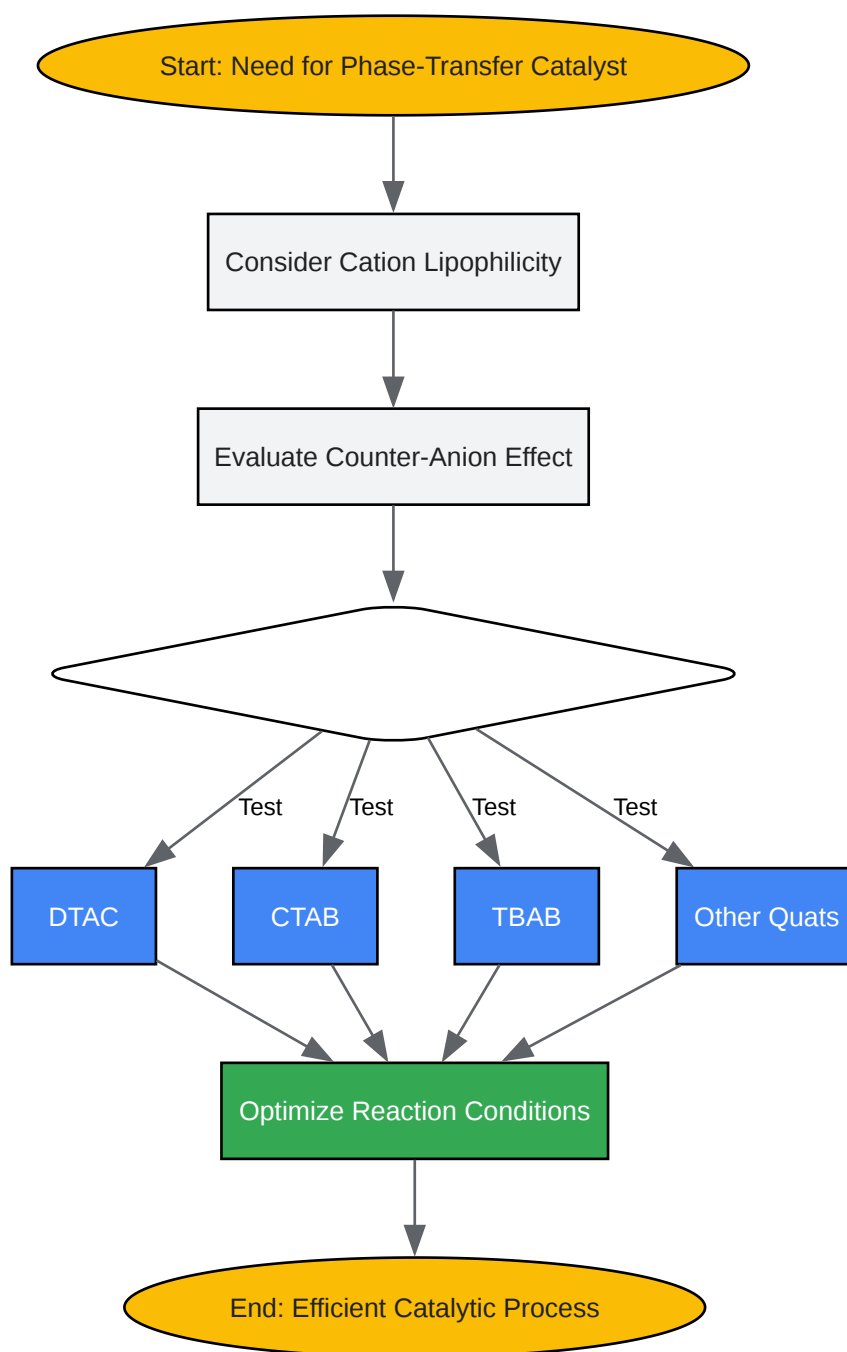 Start: Need for Phase-Transfer Catalyst
Consider Cation Lipophilicity
Evaluate Counter-Anion Effect
Test
Test
Test
Test
DTAC
CTAB
TBAB
Other Quats
Optimize Reaction Conditions
End: Efficient Catalytic Process